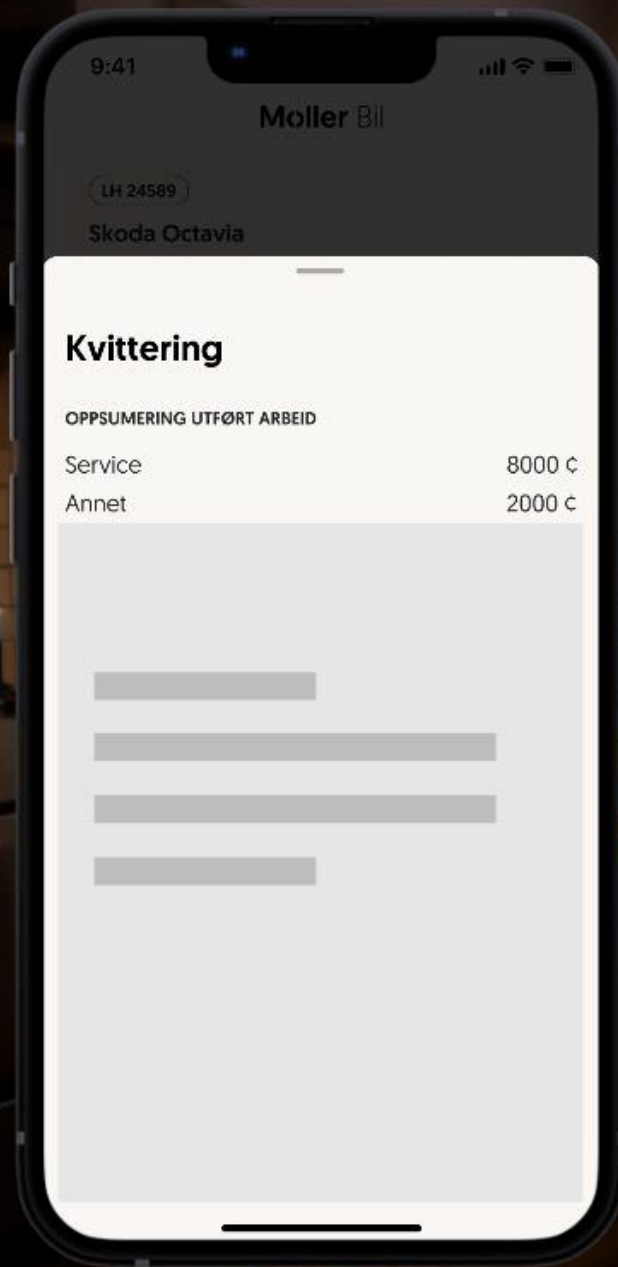 9:41
Moller Bil
LH 24589
Skoda Octavia
Kvittering
OPPSUMERING UTFØRT ARBEID
Service 8000 ¢
Annet 2000 ¢